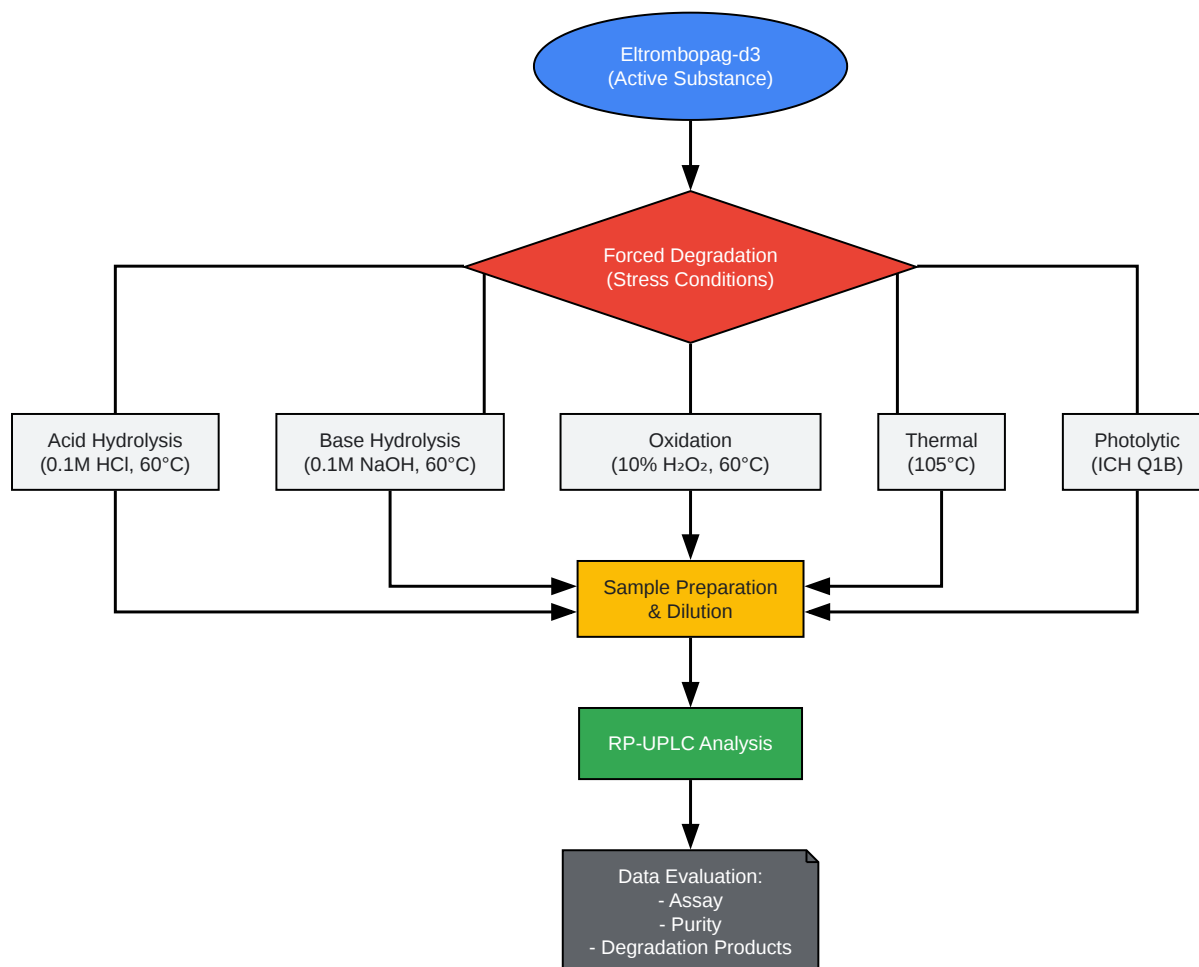 Eltrombopag-d3
(Active Substance)
Forced Degradation
(Stress Conditions)
Acid Hydrolysis
(0.1M HCl, 60°C)
Base Hydrolysis
(0.1M NaOH, 60°C)
Oxidation
(10% H₂O₂, 60°C)
Thermal
(105°C)
Photolytic
(ICH Q1B)
Sample Preparation
& Dilution
RP-UPLC Analysis
Data Evaluation:
- Assay
- Purity
- Degradation Products